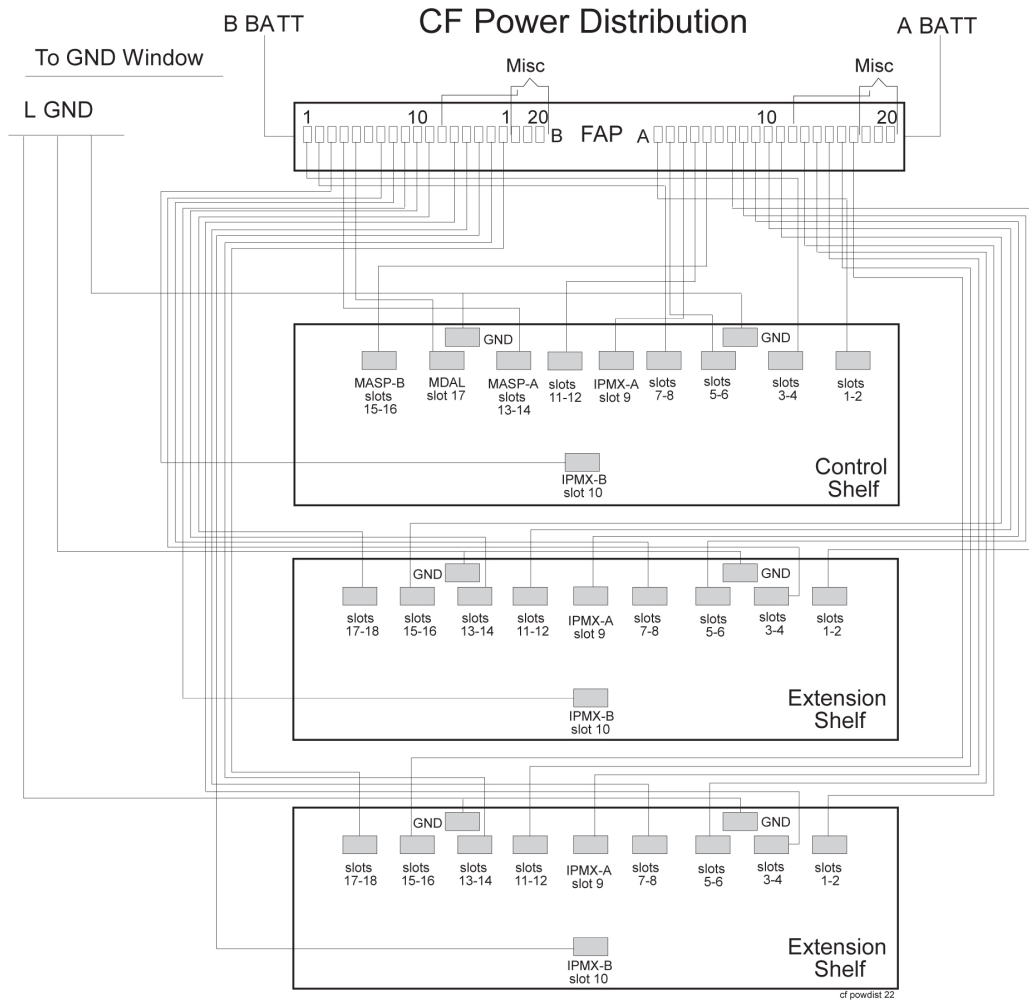 CF Power Distribution
B BATT
A BATT
To GND Window
L GND
Misc
Misc
1 10 1 20
10 20
B FAP A
GND
GND
MASP-B
slots
15-16
MDAL
slot 17
MASP-A
slots
13-14
slots
11-12
IPMX-A
slot 9
slots
7-8
slots
5-6
slots
3-4
slots
1-2
IPMX-B
slot 10
Control
Shelf
GND
GND
slots
17-18
slots
15-16
slots
13-14
slots
11-12
IPMX-A
slot 9
slots
7-8
slots
5-6
slots
3-4
slots
1-2
IPMX-B
slot 10
Extension
Shelf
GND
GND
slots
17-18
slots
15-16
slots
13-14
slots
11-12
IPMX-A
slot 9
slots
7-8
slots
5-6
slots
3-4
slots
1-2
IPMX-B
slot 10
Extension
Shelf
cf powdist 22